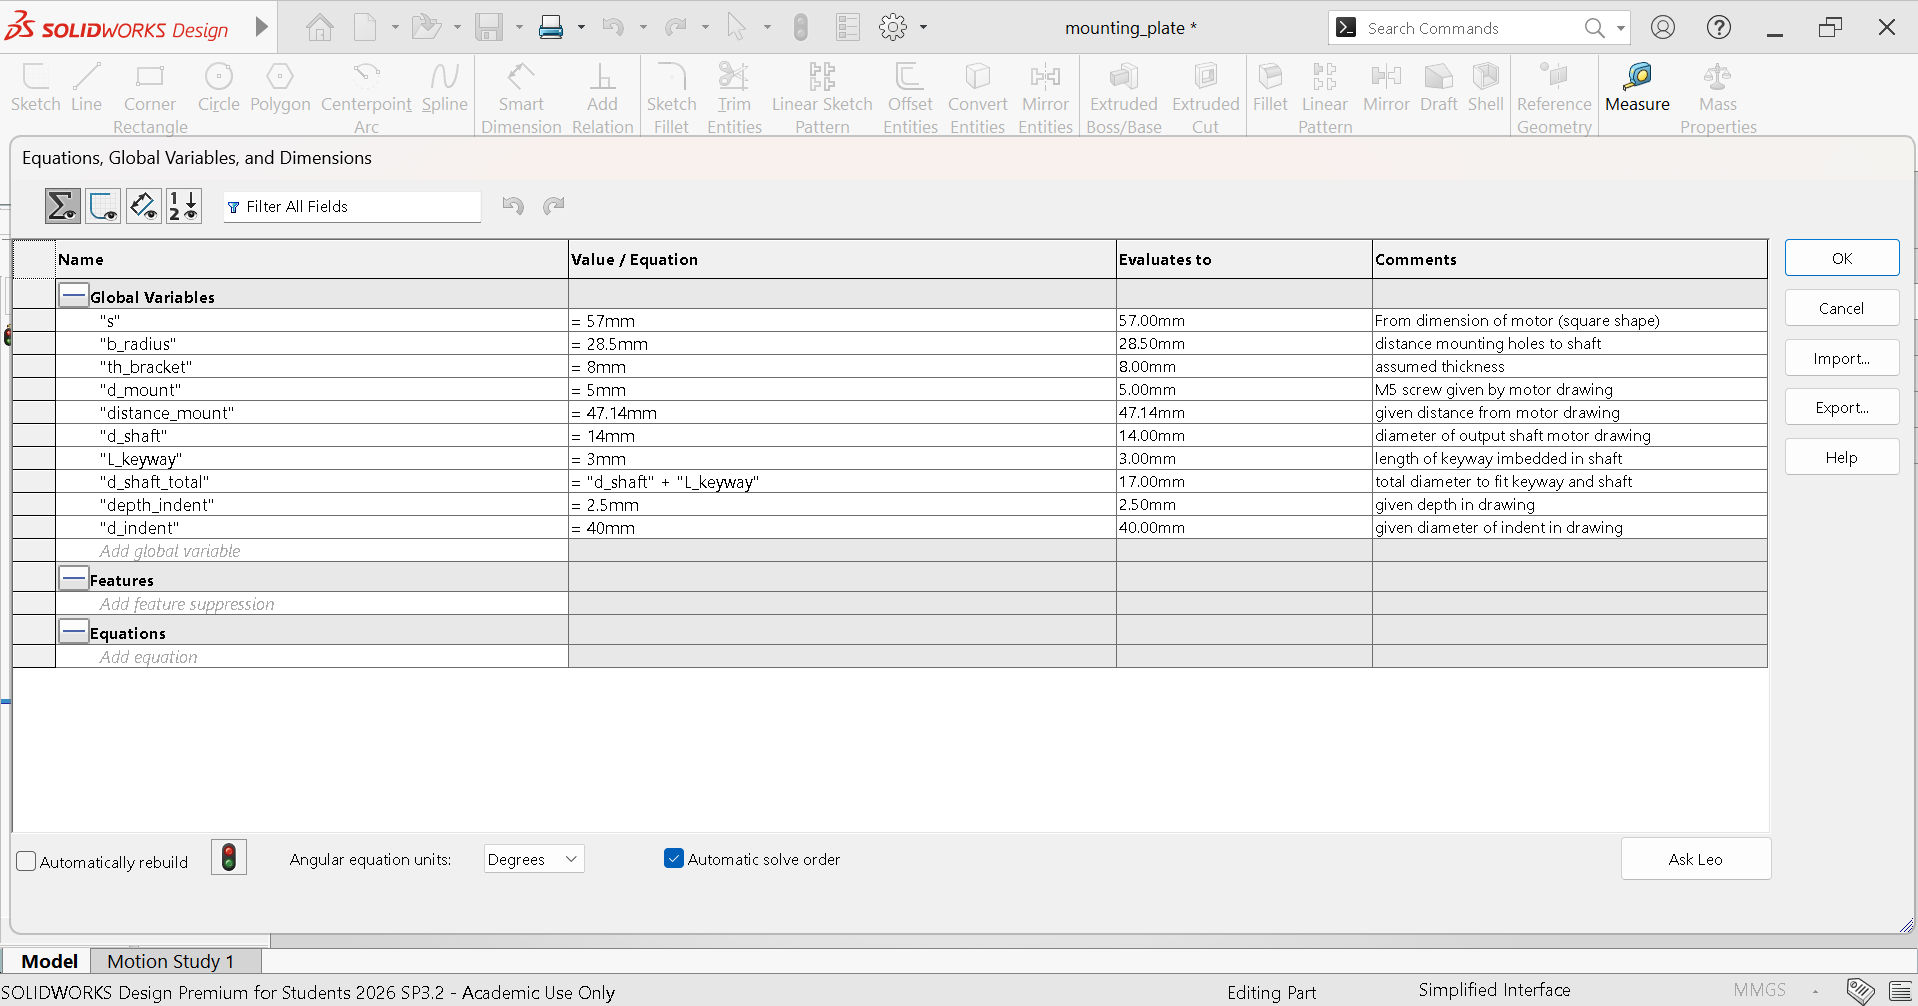 SOLIDWORKS Design
mounting_plate *
Search Commands
Sketch Line Corner Rectangle Circle Polygon Centerpoint Arc Spline Smart Dimension Add Relation Sketch Fillet Trim Entities Linear Sketch Pattern Offset Entities Convert Entities Mirror Entities Extruded Boss/Base Extruded Cut Fillet Linear Pattern Mirror Draft Shell Reference Geometry Measure Mass Properties
Equations, Global Variables, and Dimensions
Filter All Fields
Name Value / Equation Evaluates to Comments
Global Variables
"s" = 57mm 57.00mm From dimension of motor (square shape)
"b_radius" = 28.5mm 28.50mm distance mounting holes to shaft
"th_bracket" = 8mm 8.00mm assumed thickness
"d_mount" = 5mm 5.00mm M5 screw given by motor drawing
"distance_mount" = 47.14mm 47.14mm given distance from motor drawing
"d_shaft" = 14mm 14.00mm diameter of output shaft motor drawing
"L_keyway" = 3mm 3.00mm length of keyway imbedded in shaft
"d_shaft_total" = "d_shaft" + "L_keyway" 17.00mm total diameter to fit keyway and shaft
"depth_indent" = 2.5mm 2.50mm given depth in drawing
"d_indent" = 40mm 40.00mm given diameter of indent in drawing
Add global variable
Features
Add feature suppression
Equations
Add equation
OK
Cancel
Import...
Export...
Help
Automatically rebuild Angular equation units: Degrees Automatic solve order Ask Leo
Model Motion Study 1
SOLIDWORKS Design Premium for Students 2026 SP3.2 - Academic Use Only Editing Part Simplified Interface MMGS